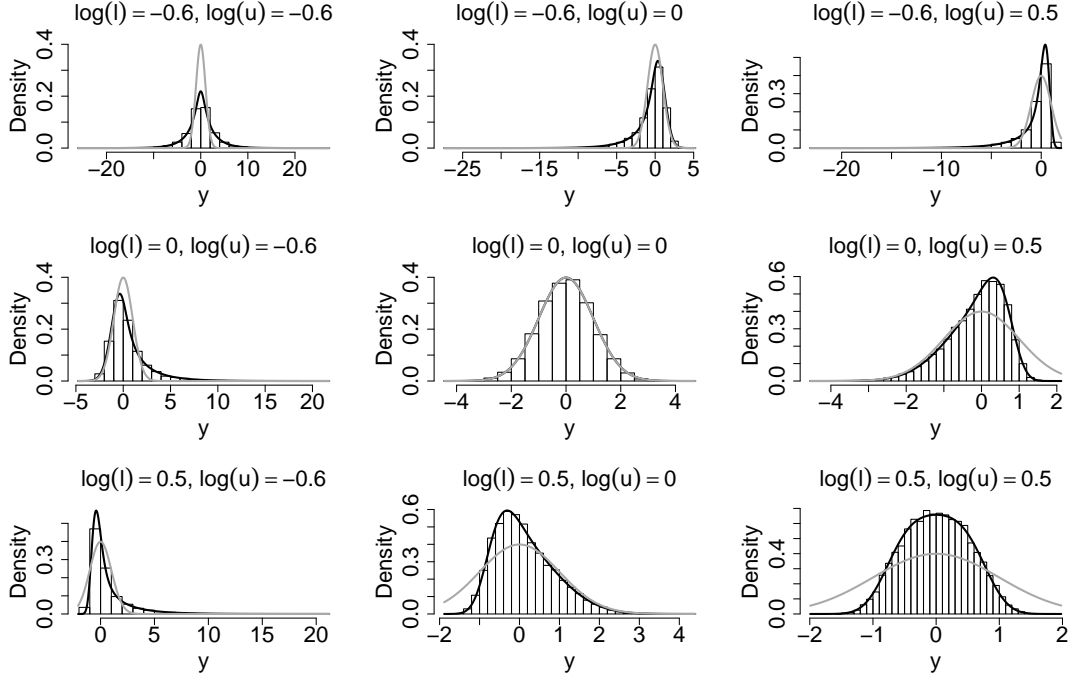 log(l) = −0.6, log(u) = −0.6
Density
0.0 0.2 0.4
−20 0 10 20
y
log(l) = −0.6, log(u) = 0
Density
0.0 0.2 0.4
−25 −15 −5 0 5
y
log(l) = −0.6, log(u) = 0.5
Density
0.0 0.3
−20 −10 0
y
log(l) = 0, log(u) = −0.6
Density
0.0 0.2 0.4
−5 0 5 10 20
y
log(l) = 0, log(u) = 0
Density
0.0 0.2 0.4
−4 −2 0 2 4
y
log(l) = 0, log(u) = 0.5
Density
0.0 0.3 0.6
−4 −2 0 1 2
y
log(l) = 0.5, log(u) = −0.6
Density
0.0 0.3
0 5 10 20
y
log(l) = 0.5, log(u) = 0
Density
0.0 0.3 0.6
−2 0 1 2 3 4
y
log(l) = 0.5, log(u) = 0.5
Density
0.0 0.4
−2 −1 0 1 2
y